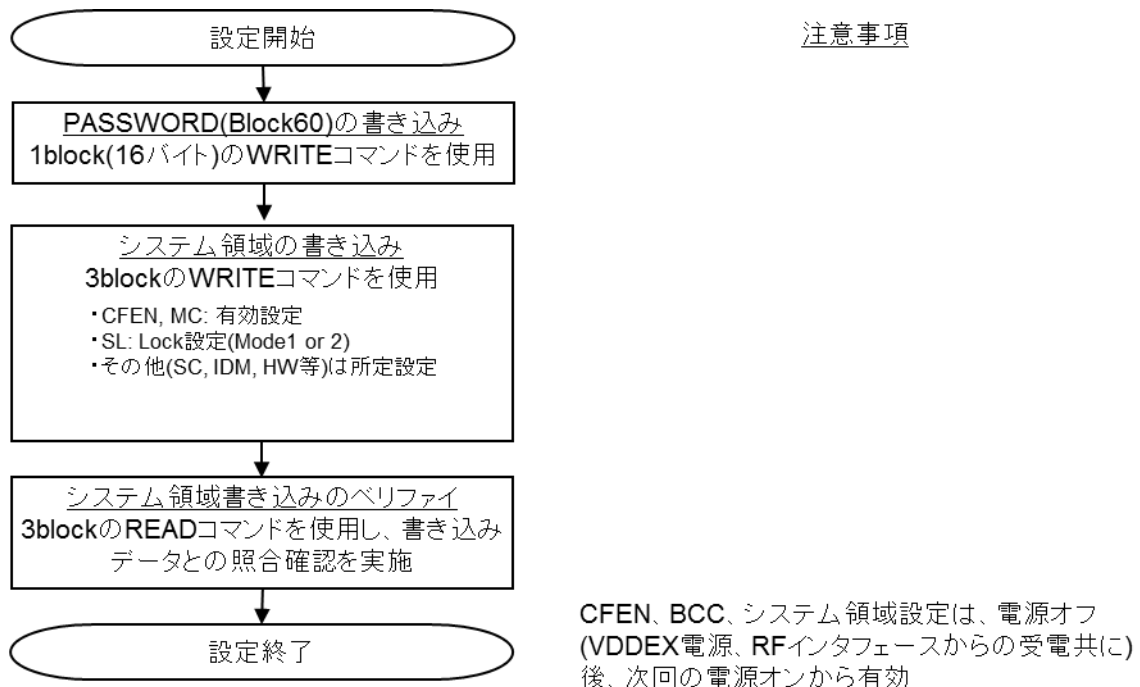 設定開始
注意事項
PASSWORD(Block60)の書き込み
1block(16バイト)のWRITEコマンドを使用
システム領域の書き込み
3blockのWRITEコマンドを使用
・CFEN, MC: 有効設定
・SL: Lock設定(Mode1 or 2)
・その他(SC, IDM, HW等)は所定設定
システム領域書き込みのベリファイ
3blockのREADコマンドを使用し、書き込み
データとの照合確認を実施
設定終了
CFEN、BCC、システム領域設定は、電源オフ
(VDDEX電源、RFインタフェースからの受電共に)
後、次回の電源オンから有効